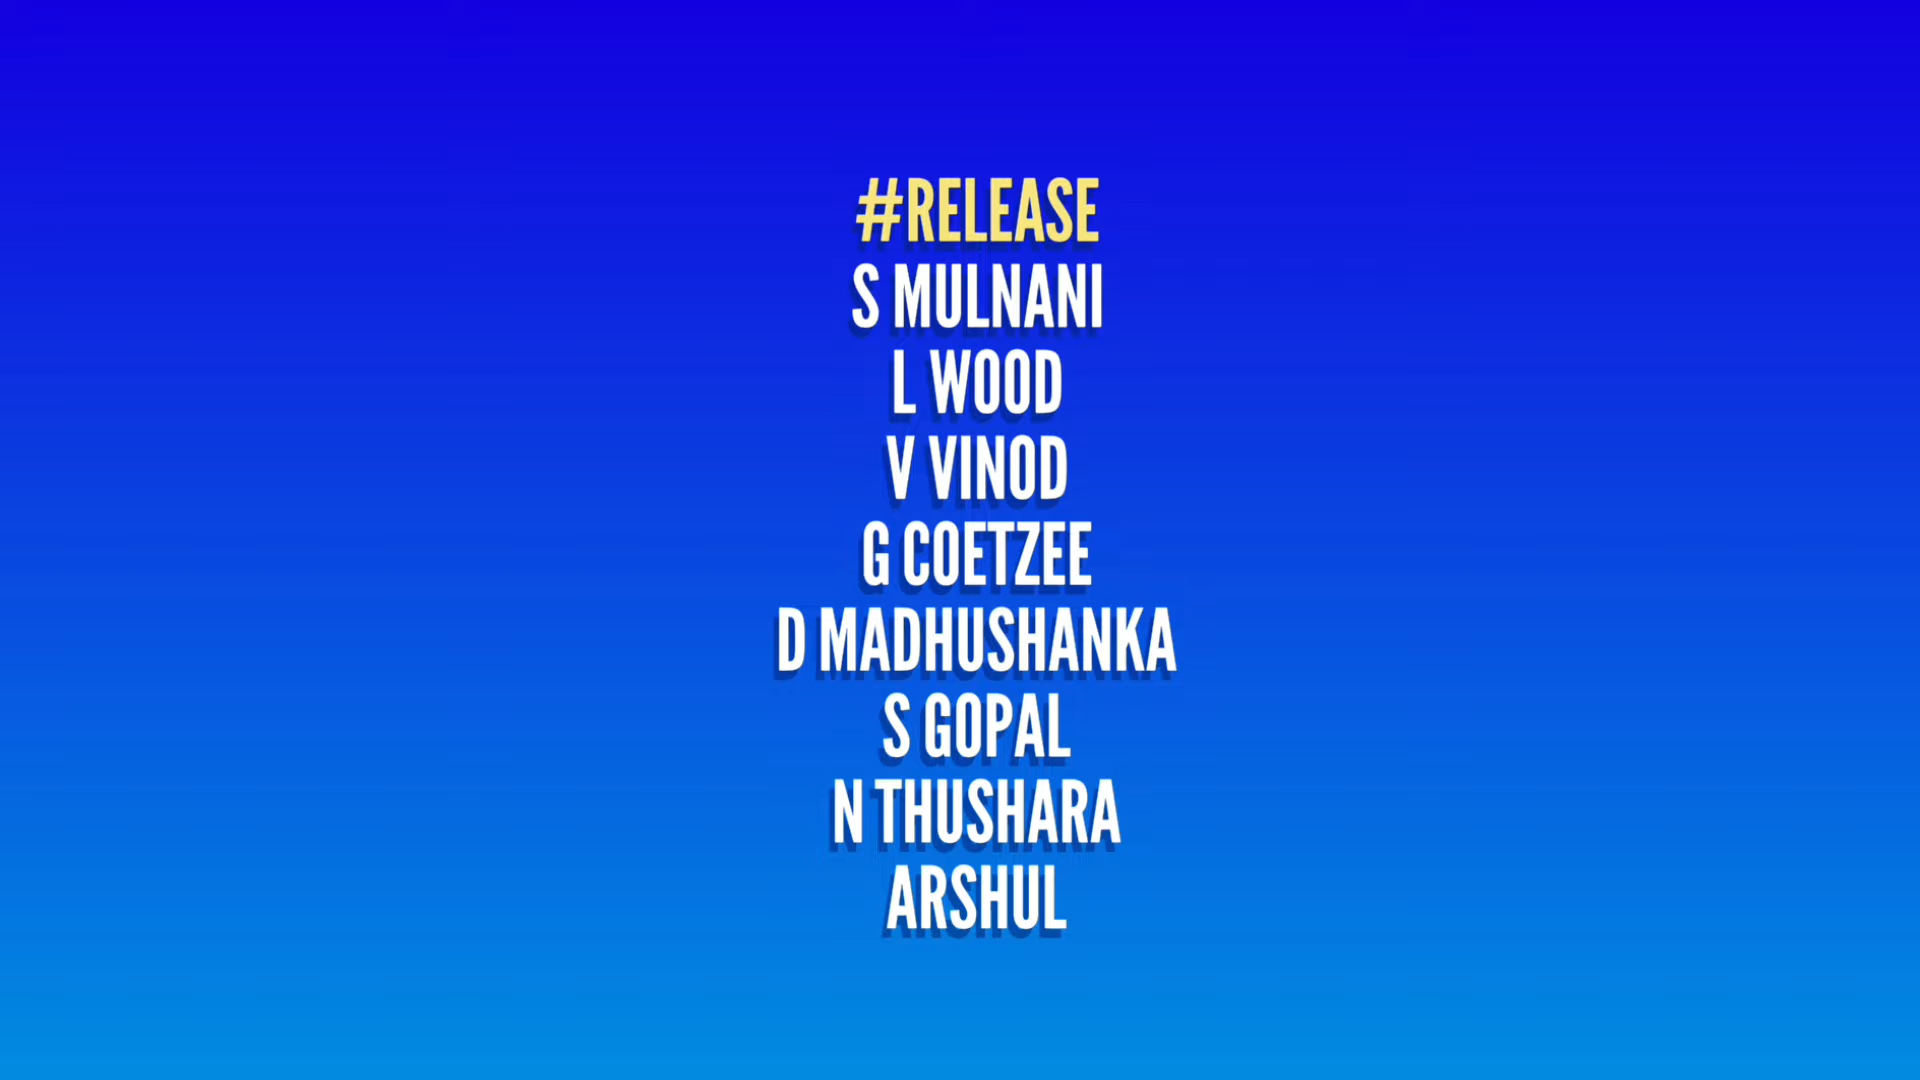 #RELEASE
S MULNANI
L WOOD
V VINOD
G COETZEE
D MADHUSHANKA
S GOPAL
N THUSHARA
ARSHUL